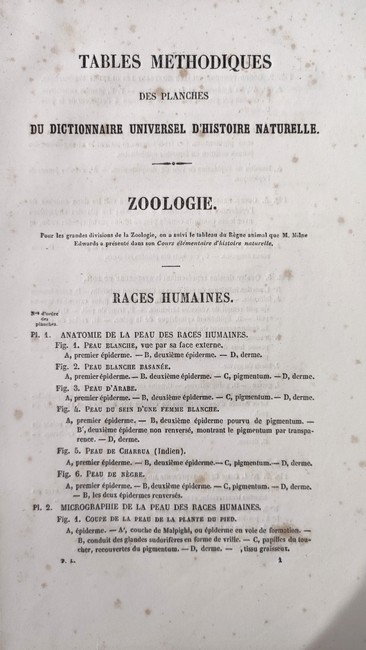 TABLES METHODIQUES
DES PLANCHES
DU DICTIONNAIRE UNIVERSEL D'HISTOIRE NATURELLE.
ZOOLOGIE.
Pour les grandes divisions de la Zoologie, on a suivi le tableau du Règne animal que M. Milne
Edwards a présenté dans son Cours élémentaire d'histoire naturelle.
RACES HUMAINES.
Nos d'ordre
des
planches.
Pl. 1. ANATOMIE DE LA PEAU DES RACES HUMAINES.
Fig. 1. PEAU BLANCHE, vue par sa face externe.
A, premier épiderme. — B, deuxième épiderme. — D, derme.
Fig. 2. PEAU BLANCHE BASANÉE.
A, premier épiderme. — B, deuxième épiderme. — C, pigmentum. — D, derme.
Fig. 3. PEAU D'ARABE.
A, premier épiderme. — B, deuxième épiderme. — C, pigmentum. — D, derme.
Fig. 4. PEAU DU SEIN D'UNE FEMME BLANCHE.
A, premier épiderme. — B, deuxième épiderme pourvu de pigmentum. —
B', deuxième épiderme non renversé, montrant le pigmentum par transpa-
rence. — D, derme.
Fig. 5. PEAU DE CHARRUA (Indien).
A, premier épiderme. — B, deuxième épiderme. — C, pigmentum. — D, derme.
Fig. 6. PEAU DE NÈGRE.
A, premier épiderme. — B, deuxième épiderme. — C, pigmentum. — D, derme.
— B, les deux épidermes renversés.
Pl. 2. MICROGRAPHIE DE LA PEAU DES RACES HUMAINES.
Fig. 1. COUPE DE LA PEAU DE LA PLANTE DU PIED.
A, épiderme. — A', couche de Malpighi, ou épiderme en voie de formation. —
B, conduit des glandes sudorifères en forme de vrille. — C, papilles du tou-
cher, recouvertes du pigmentum. — D, derme. — , tissu graisseux.
1